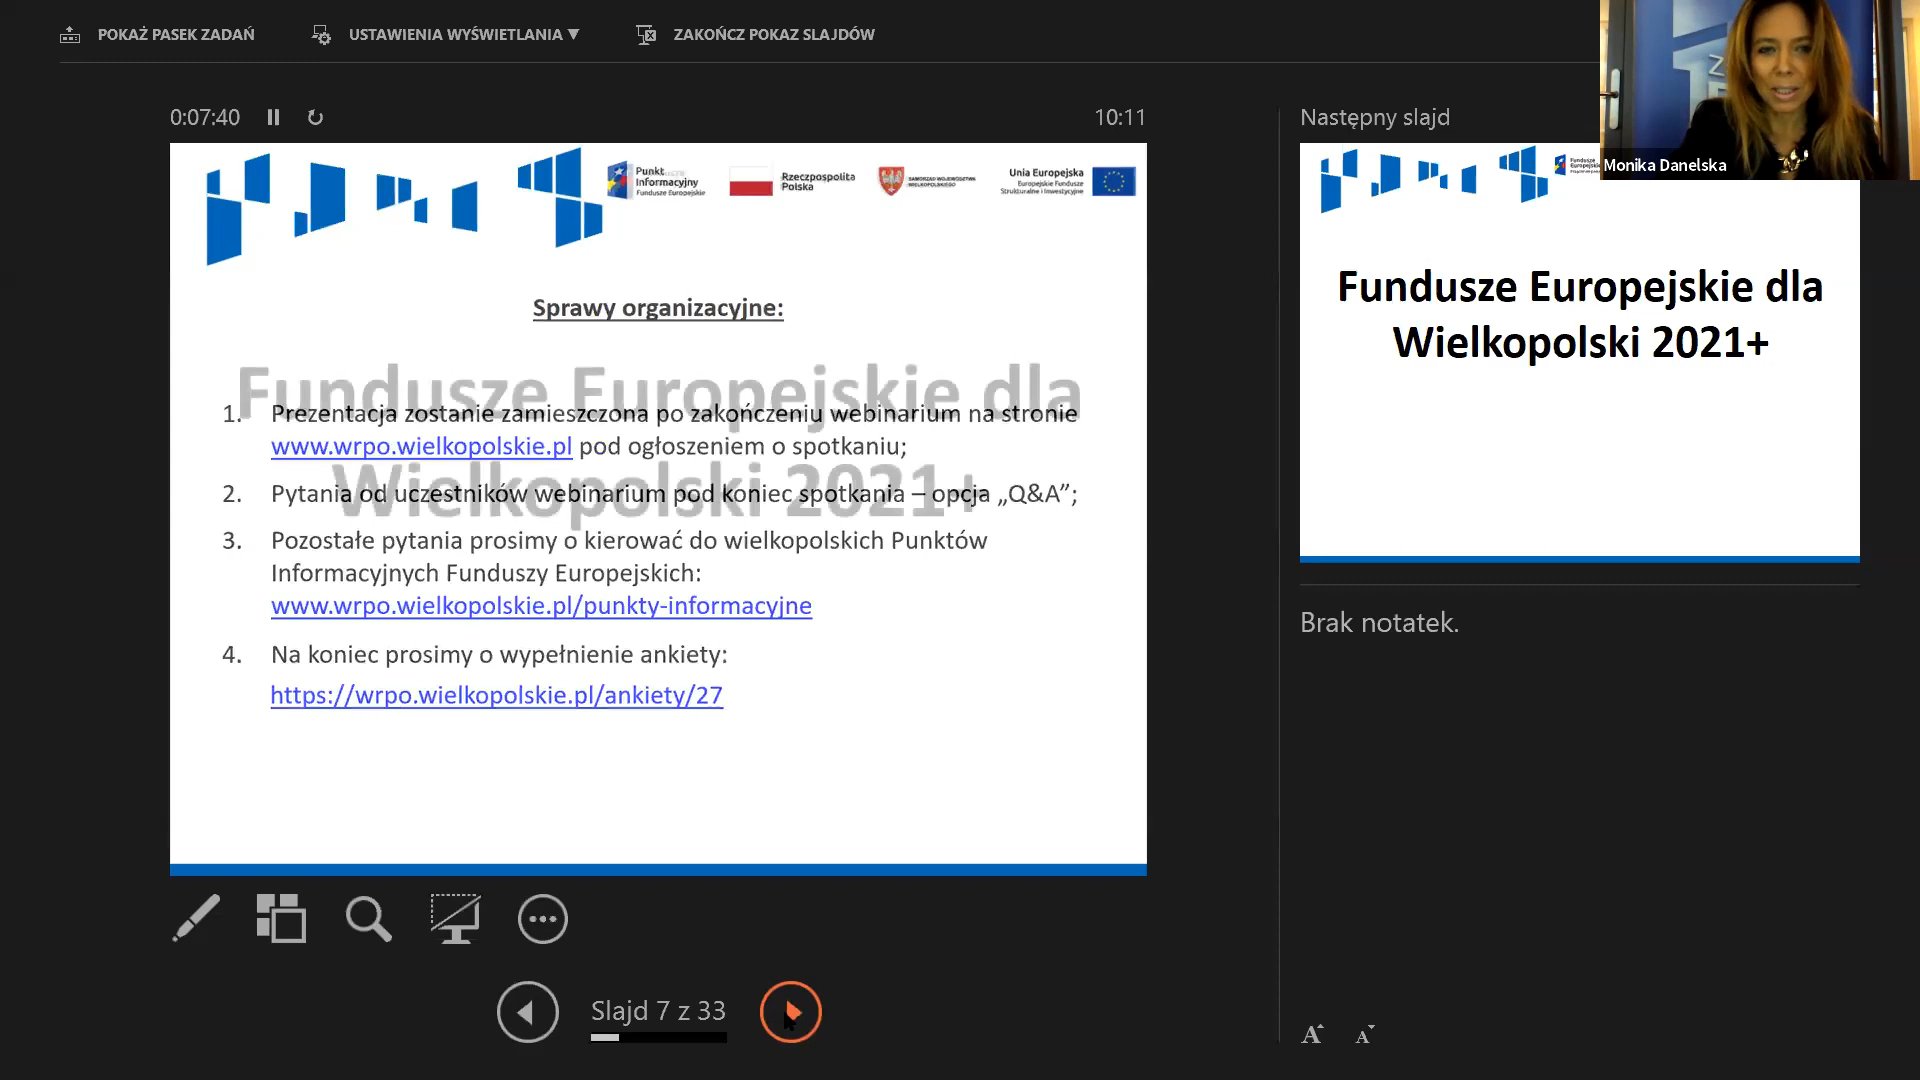 POKAŻ PASEK ZADAŃ
USTAWIENIA WYŚWIETLANIA ▼
ZAKOŃCZ POKAZ SLAJDÓW
0:07:40
10:11
Punkt
Informacyjny
Fundusze Europejskie
Rzeczpospolita
Polska
SAMORZĄD WOJEWÓDZTWA
WIELKOPOLSKIEGO
Unia Europejska
Europejskie Fundusze
Strukturalne i Inwestycyjne
Sprawy organizacyjne:
Fundusze Europejskie dla
Wielkopolski 2021+
1. Prezentacja zostanie zamieszczona po zakończeniu webinarium na stronie
www.wrpo.wielkopolskie.pl pod ogłoszeniem o spotkaniu;
2. Pytania od uczestników webinarium pod koniec spotkania – opcja „Q&A”;
3. Pozostałe pytania prosimy o kierować do wielkopolskich Punktów
Informacyjnych Funduszy Europejskich:
www.wrpo.wielkopolskie.pl/punkty-informacyjne
4. Na koniec prosimy o wypełnienie ankiety:
https://wrpo.wielkopolskie.pl/ankiety/27
Slajd 7 z 33
Następny slajd
Monika Danelska
Fundusze Europejskie dla
Wielkopolski 2021+
Brak notatek.
A A